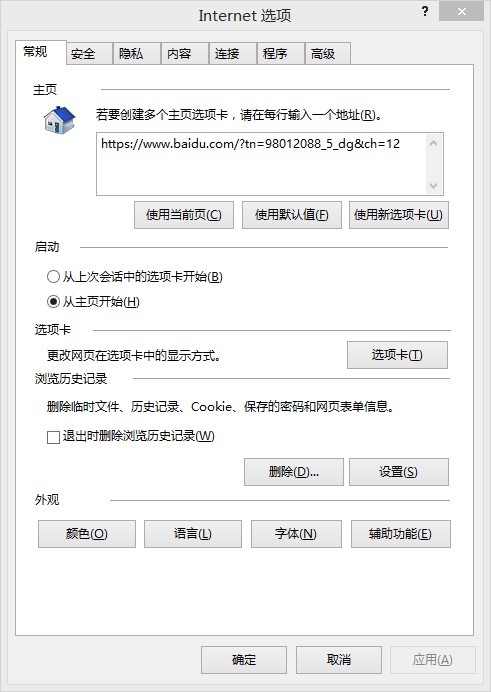 Internet 选项
?
×
常规 安全 隐私 内容 连接 程序 高级
主页
若要创建多个主页选项卡，请在每行输入一个地址(R)。
https://www.baidu.com/?tn=98012088_5_dg&ch=12
使用当前页(C) 使用默认值(F) 使用新选项卡(U)
启动
从上次会话中的选项卡开始(B)
从主页开始(H)
选项卡
更改网页在选项卡中的显示方式。 选项卡(T)
浏览历史记录
删除临时文件、历史记录、Cookie、保存的密码和网页表单信息。
退出时删除浏览历史记录(W)
删除(D)... 设置(S)
外观
颜色(O) 语言(L) 字体(N) 辅助功能(E)
确定 取消 应用(A)